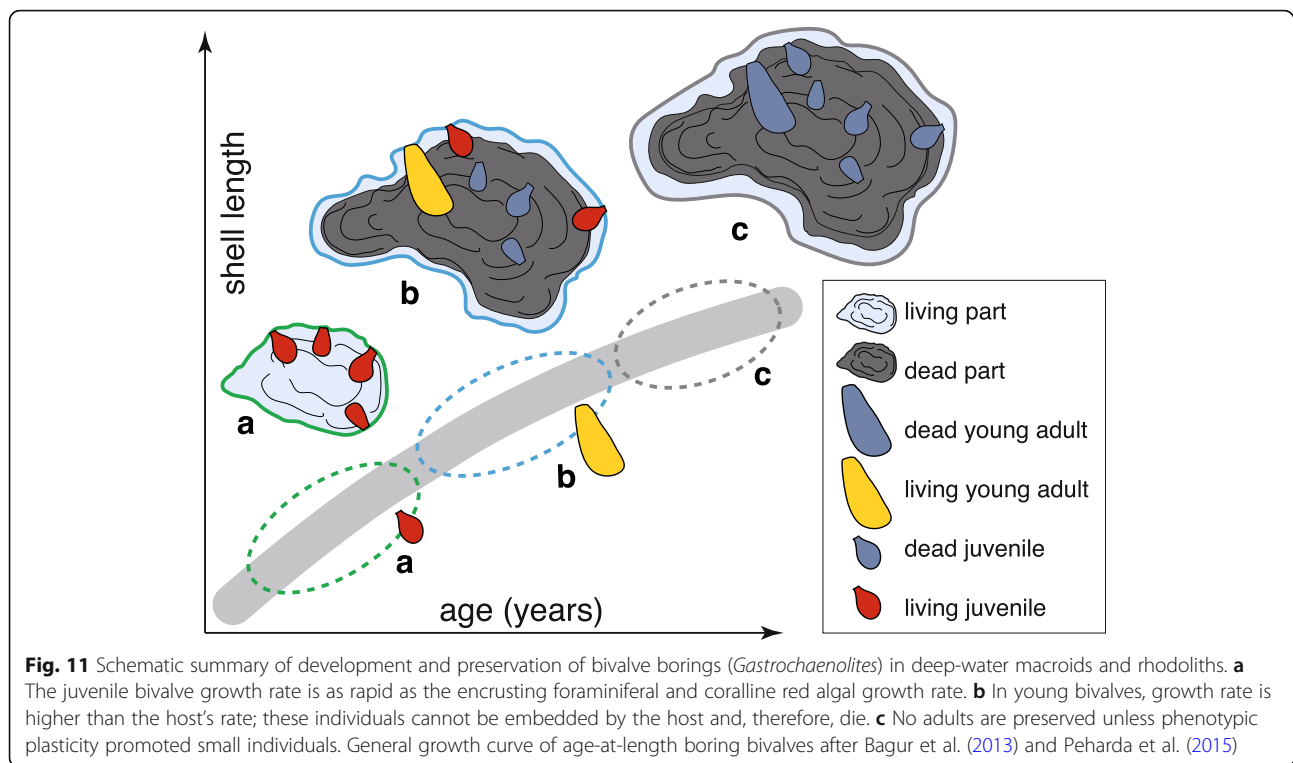 shell length
c
b
a
living part
dead part
dead young adult
living young adult
dead juvenile
living juvenile
c
b
a
age (years)
Fig. 11 Schematic summary of development and preservation of bivalve borings (Gastrochaenolites) in deep-water macroids and rhodoliths. a
The juvenile bivalve growth rate is as rapid as the encrusting foraminiferal and coralline red algal growth rate. b In young bivalves, growth rate is
higher than the host's rate; these individuals cannot be embedded by the host and, therefore, die. c No adults are preserved unless phenotypic
plasticity promoted small individuals. General growth curve of age-at-length boring bivalves after Bagur et al. (2013) and Peharda et al. (2015)